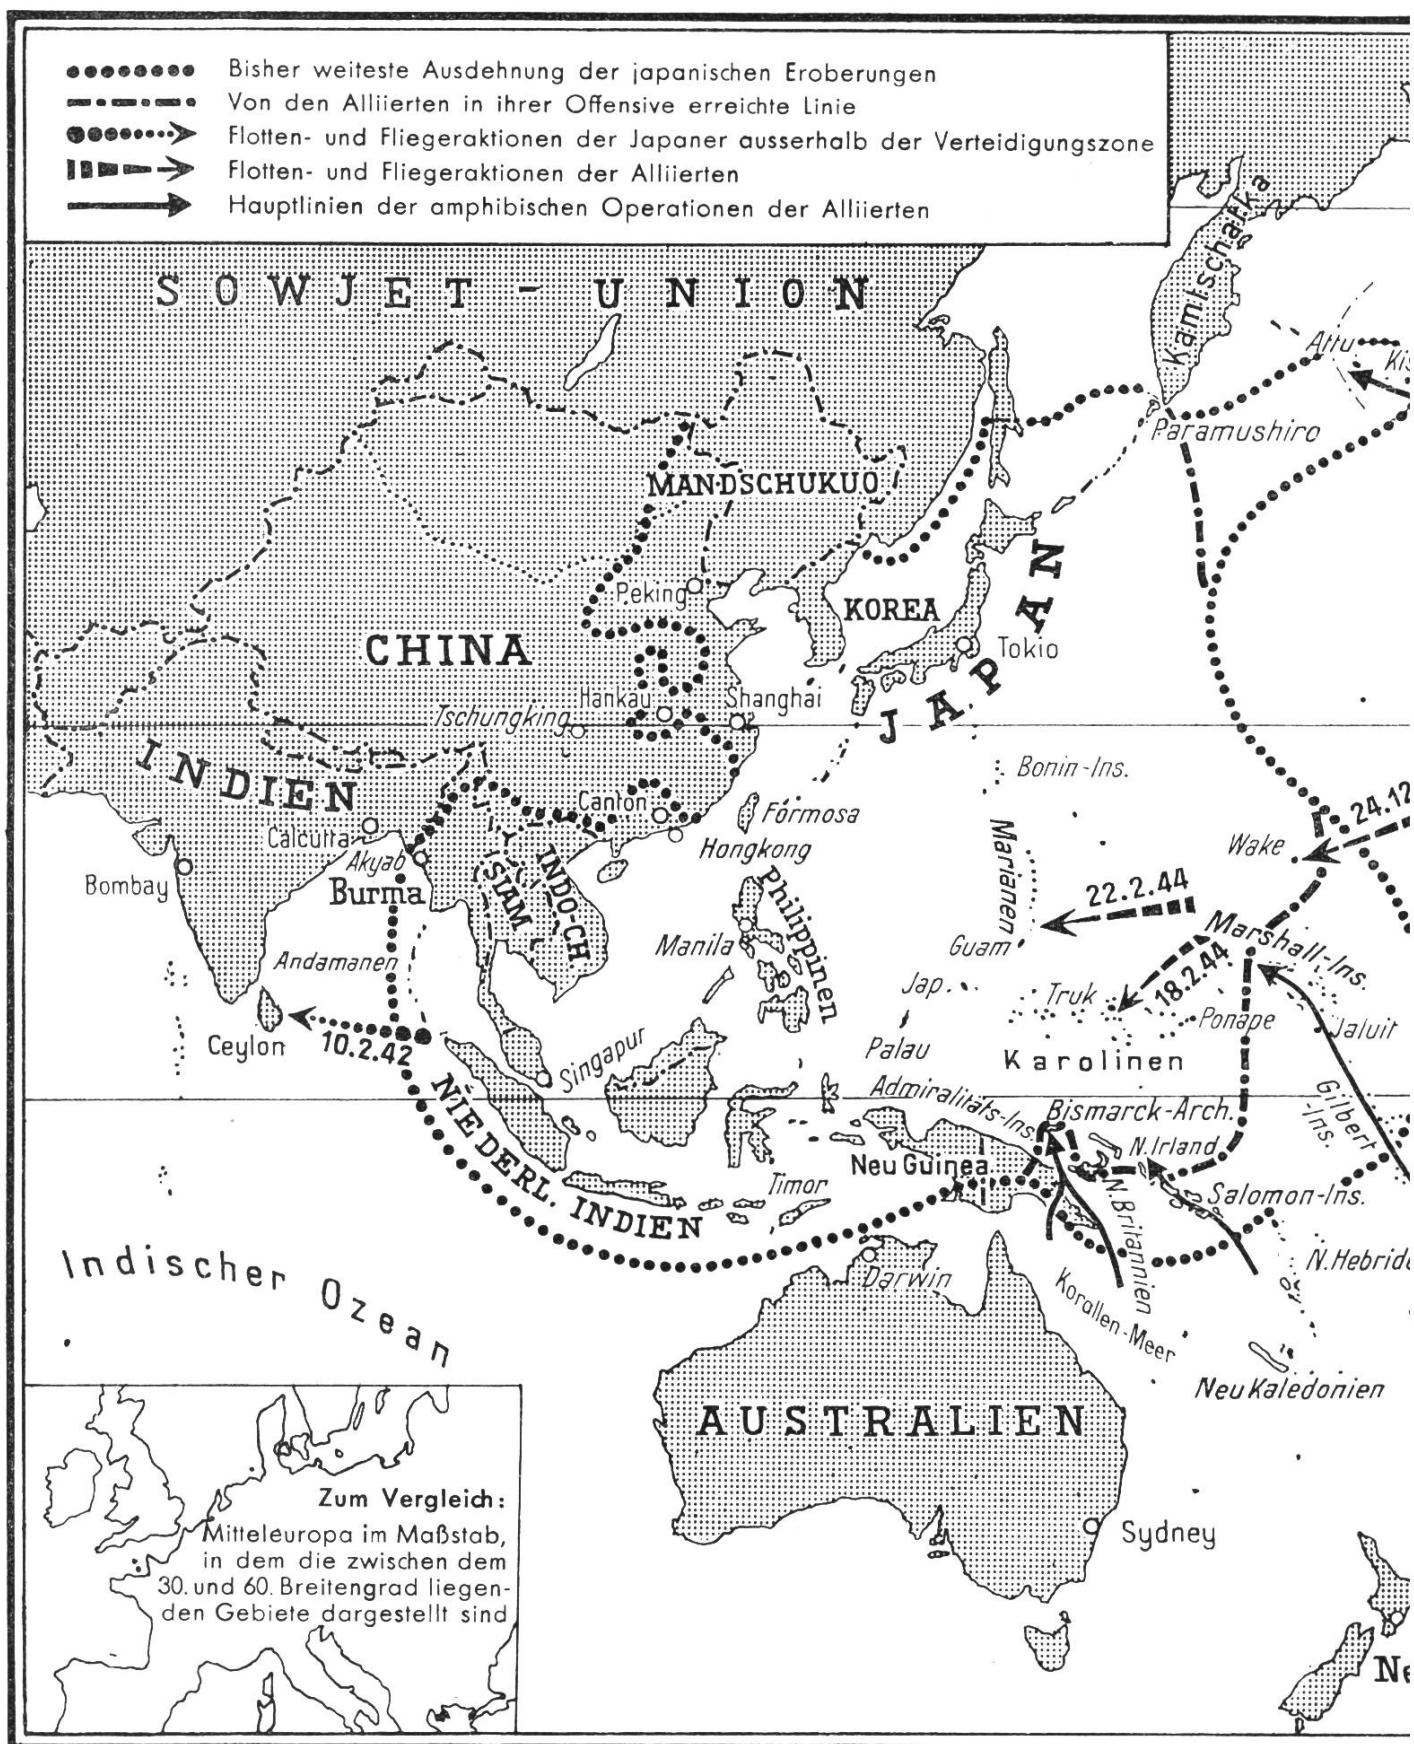 Bisher weiteste Ausdehnung der japanischen Eroberungen
Von den Alliierten in ihrer Offensive erreichte Linie
Flotten- und Fliegeraktionen der Japaner ausserhalb der Verteidigungszone
Flotten- und Fliegeraktionen der Alliierten
Hauptlinien der amphibischen Operationen der Alliierten
Kamtschatka
SOWJET-UNION
Attu
Kis
Paramushiro
MANDSCHUKUO
Peking
KOREA
JAPAN
Tokio
CHINA
Hankau
Shanghai
Tschungking
INDIEN
Bonin-Ins.
Canton
Formosa
24.12
Calcutta
Hongkong
Wake
Akyab
Bombay
Burma
SIAM
INDO-CH.
Philippinen
Marianen
22.2.44
Manila
Guam
Marshall-Ins.
Andamanen
18.2.44
Jap.
Truk
Ponape
Jaluit
Ceylon
10.2.42
Singapur
Palau
Karolinen
NIEDERL. INDIEN
Admiralitäts-Ins.
Bismarck-Arch.
Gilbert-Ins.
N.Irland
Neu Guinea
Timor
Salomon-Ins.
N.Britannien
N.Hebride
Indischer Ozean
Darwin
Korallen-Meer
NeuKaledonien
AUSTRALIEN
Sydney
Zum Vergleich:
Mitteleuropa im Maßstab,
in dem die zwischen dem
30. und 60. Breitengrad liegen-
den Gebiete dargestellt sind
Ne